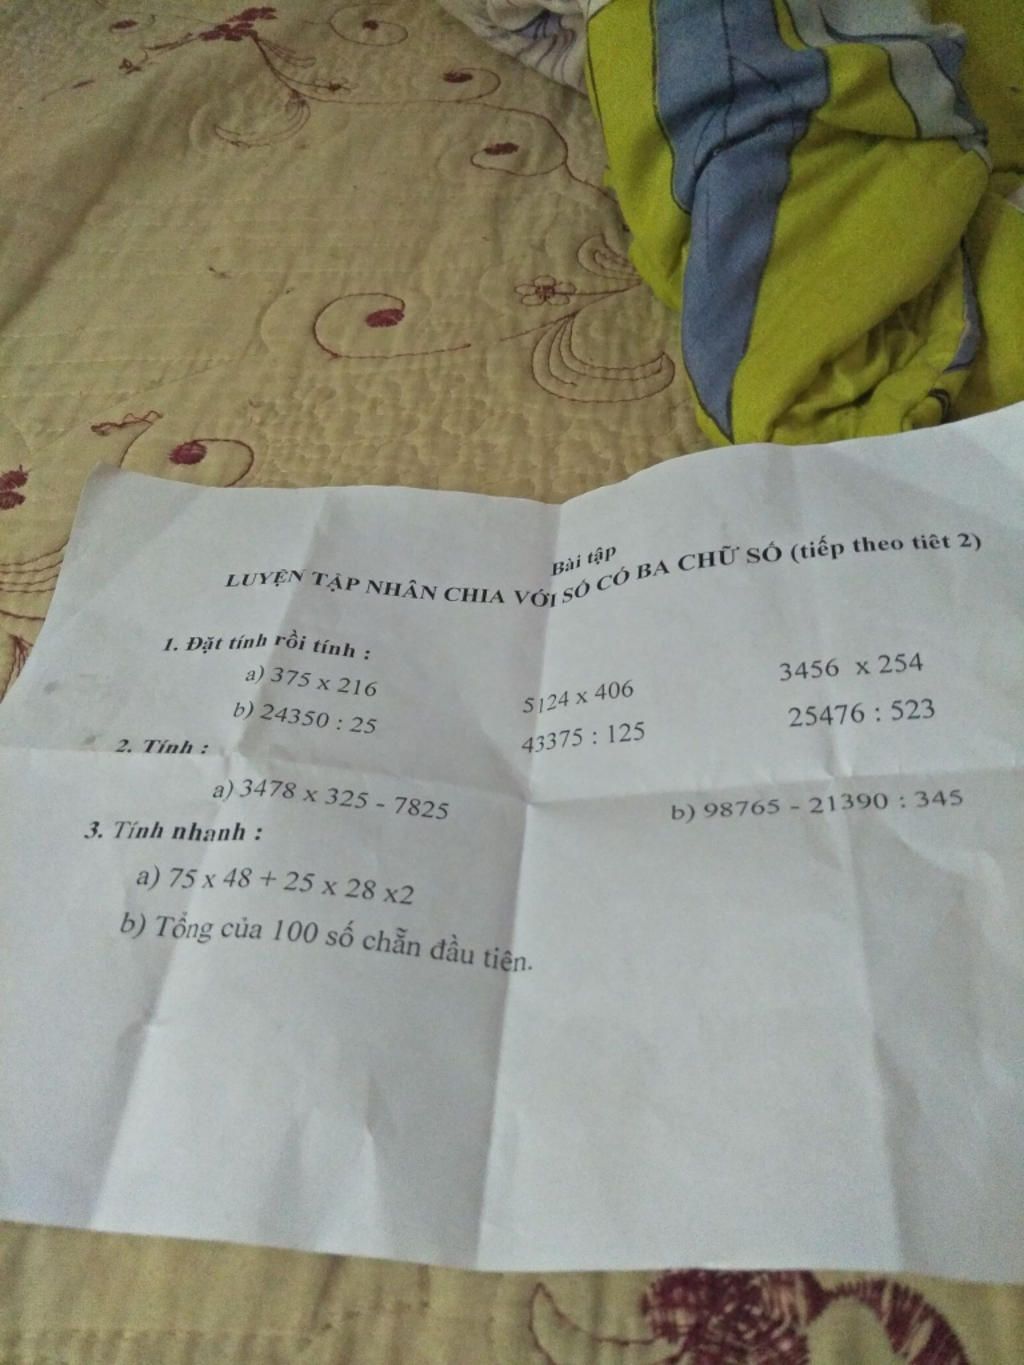 Bài tập
LUYỆN TẬP NHÂN CHIA VỚI SỐ CÓ BA CHỮ SỐ (tiếp theo tiêt 2)
1. Đặt tính rồi tính :
a) 375 x 216 5124 x 406 3456 x 254
b) 24350 : 25 43375 : 125 25476 : 523
2. Tính :
a) 3478 x 325 - 7825 b) 98765 - 21390 : 345
3. Tính nhanh :
a) 75 x 48 + 25 x 28 x2
b) Tổng của 100 số chẵn đầu tiên.